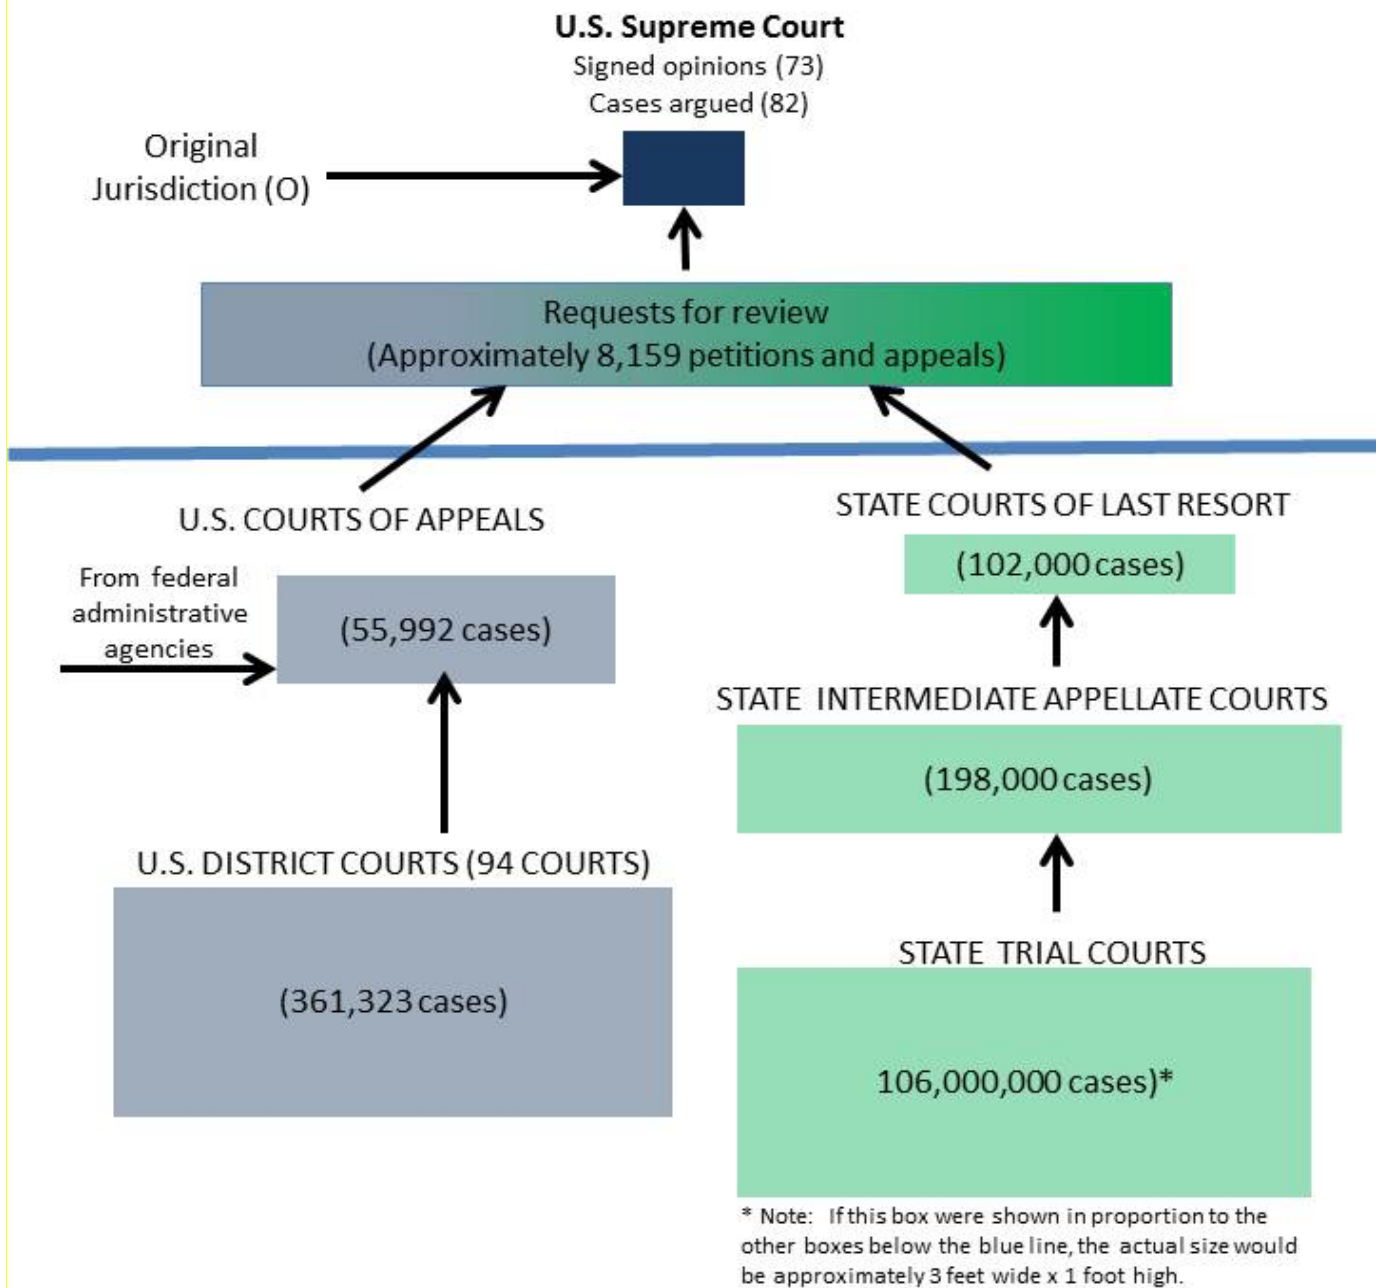 U.S. Supreme Court
Signed opinions (73)
Cases argued (82)
Original
Jurisdiction (O)
Requests for review
(Approximately 8,159 petitions and appeals)
U.S. COURTS OF APPEALS
From federal
administrative
agencies
(55,992 cases)
U.S. DISTRICT COURTS (94 COURTS)
(361,323 cases)
STATE COURTS OF LAST RESORT
(102,000 cases)
STATE INTERMEDIATE APPELLATE COURTS
(198,000 cases)
STATE TRIAL COURTS
106,000,000 cases)*
* Note: If this box were shown in proportion to the
other boxes below the blue line, the actual size would
be approximately 3 feet wide x 1 foot high.